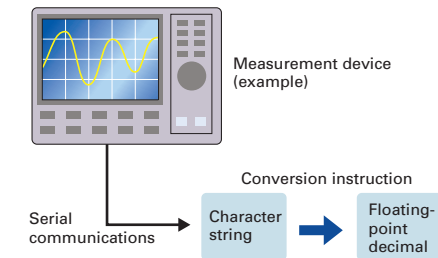 Measurement device
(example)
Conversion instruction
Serial
communications
Character
string
Floating-
point
decimal